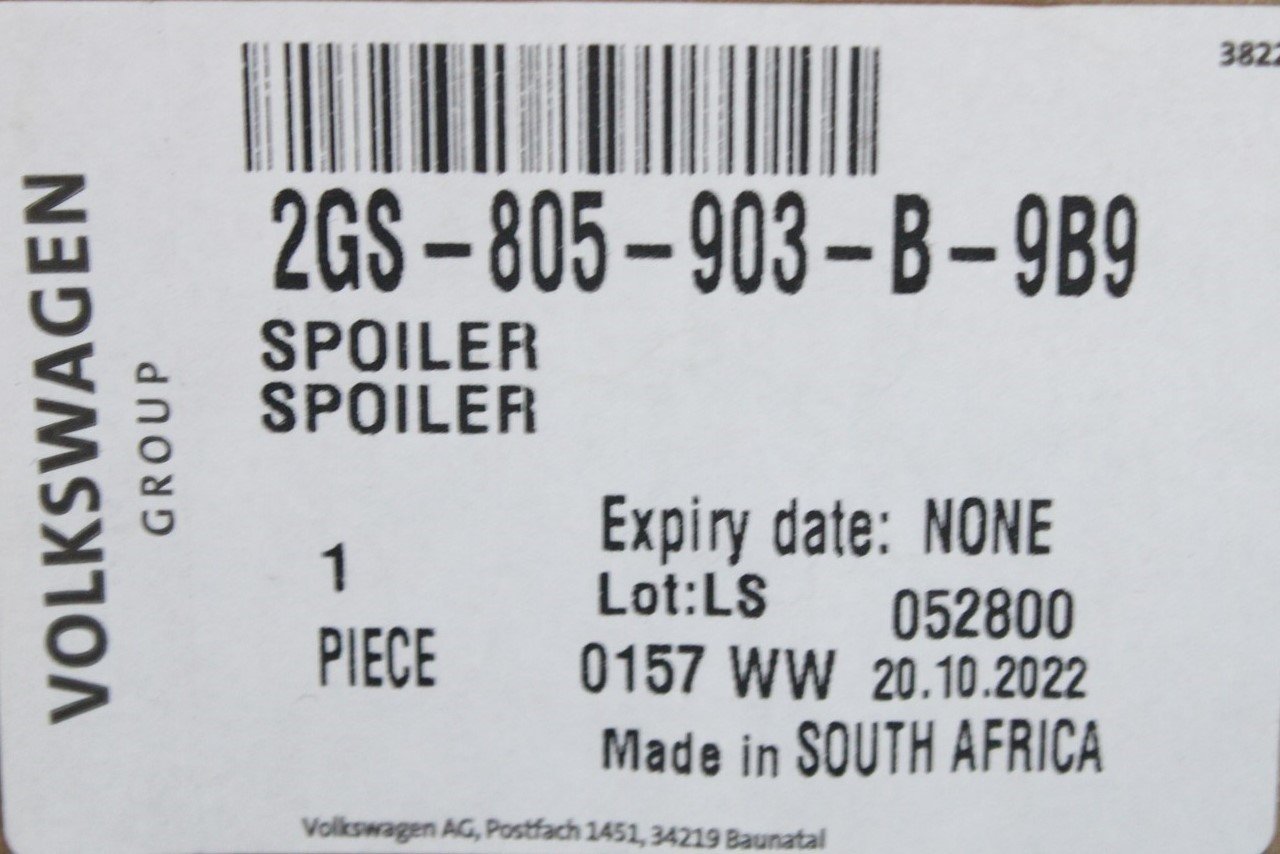 3822
2GS-805-903-B-9B9
SPOILER
SPOILER
VOLKSWAGEN
GROUP
Expiry date: NONE
1
Lot:LS 052800
PIECE
0157 WW 20.10.2022
Made in SOUTH AFRICA
Volkswagen AG, Postfach 1451, 34219 Baunatal